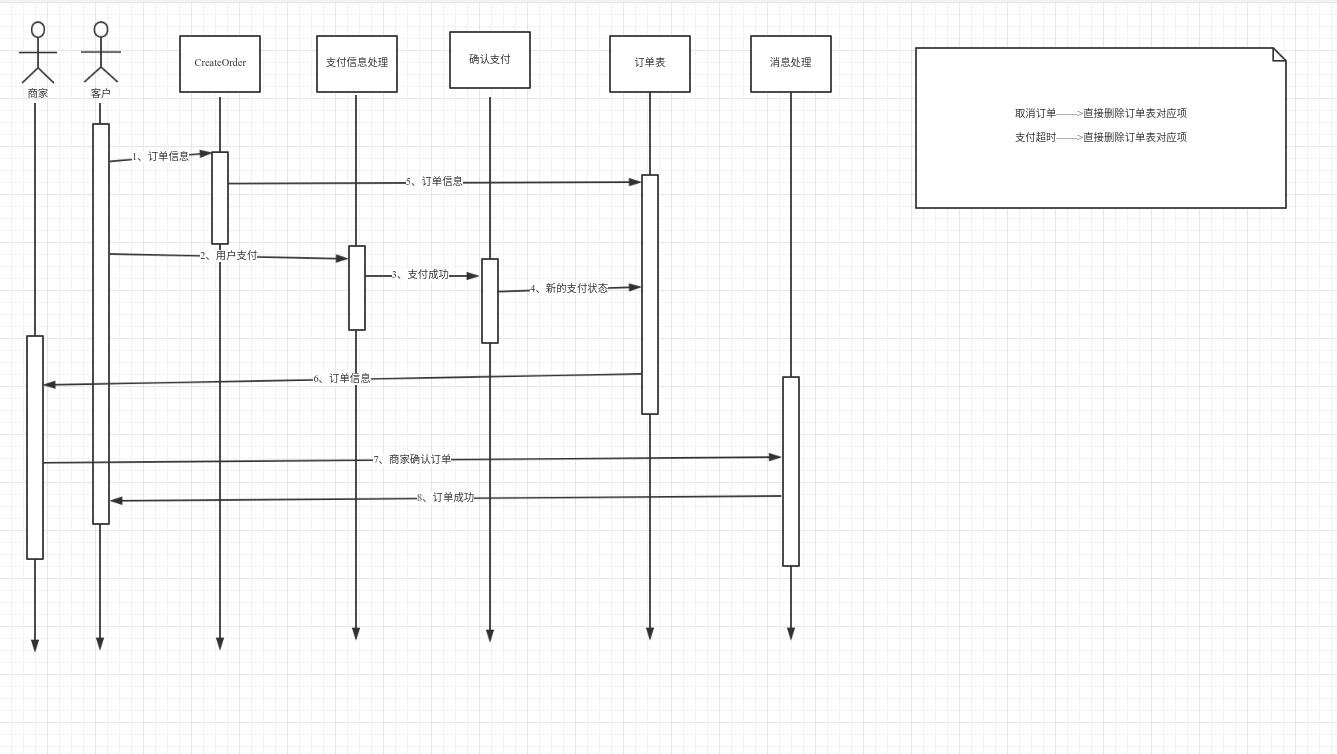 商家
客户
CreateOrder
支付信息处理
确认支付
订单表
消息处理
取消订单——>直接删除订单表对应项
支付超时——>直接删除订单表对应项
1、订单信息
5、订单信息
2、用户支付
3、支付成功
4、新的支付状态
6、订单信息
7、商家确认订单
8、订单成功